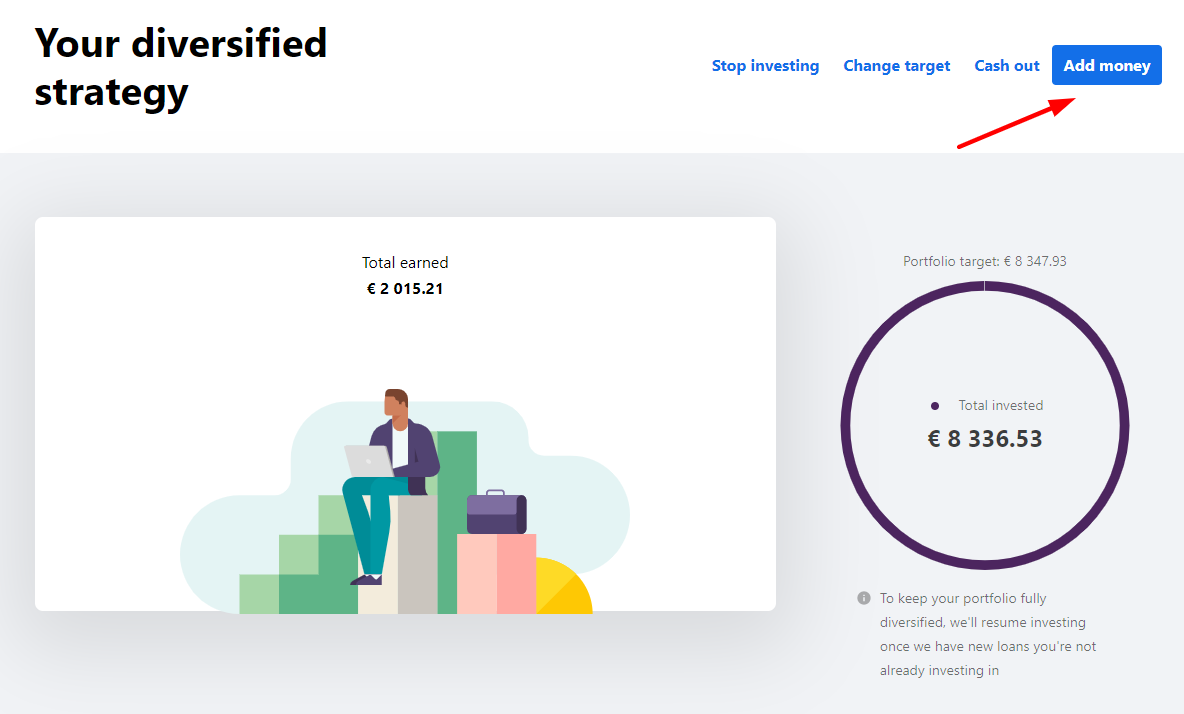 Your diversified
strategy
Stop investing
Change target
Cash out
Add money
Total earned
€ 2 015.21
Portfolio target: € 8 347.93
Total invested
€ 8 336.53
To keep your portfolio fully
diversified, we'll resume investing
once we have new loans you're not
already investing in